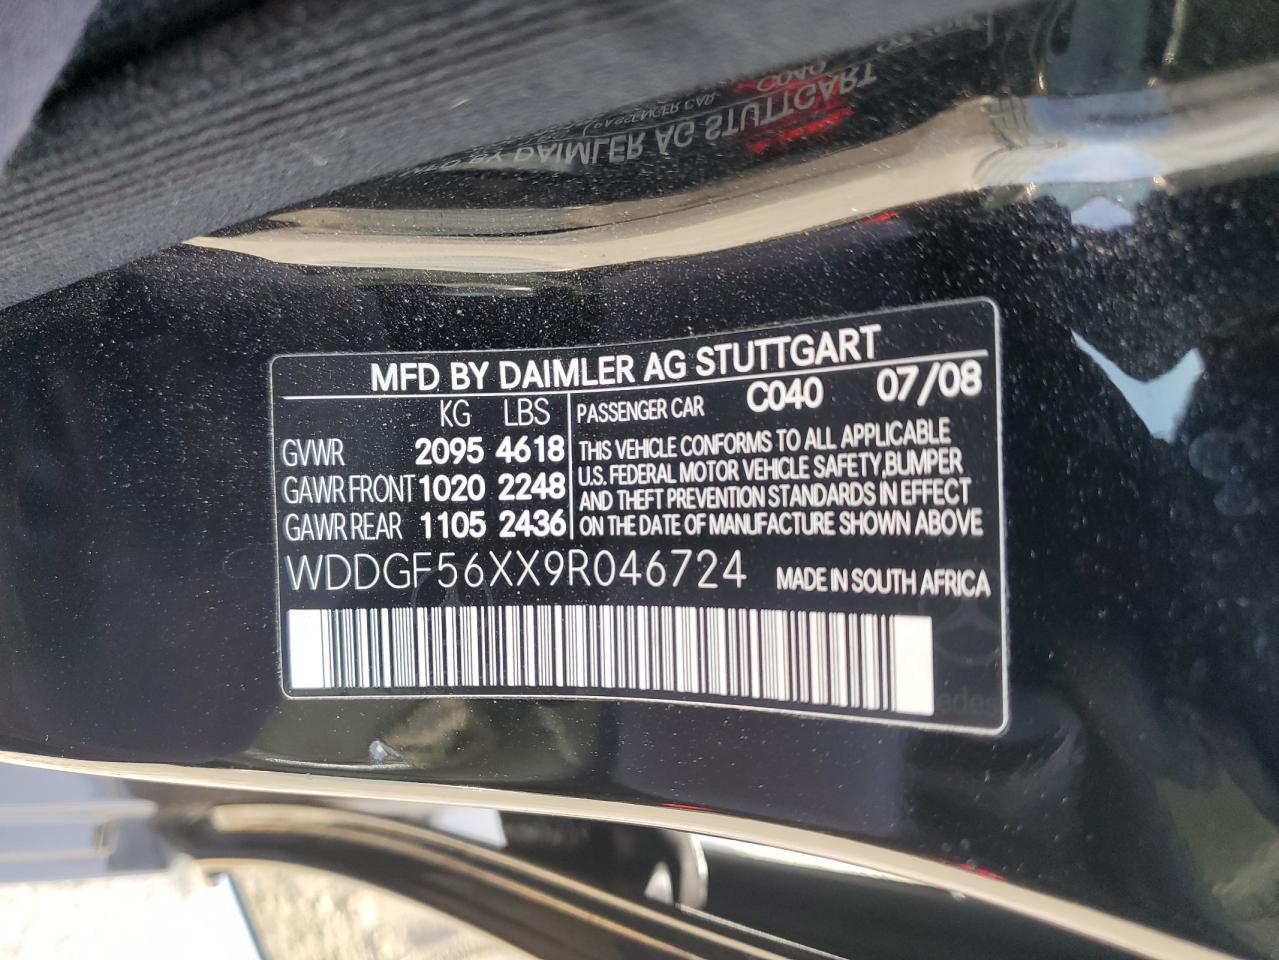 MFD BY DAIMLER AG STUTTGART
KG LBS
GVWR 2095 4618
GAWR FRONT 1020 2248
GAWR REAR 1105 2436
PASSENGER CAR C040 07/08
THIS VEHICLE CONFORMS TO ALL APPLICABLE
U.S. FEDERAL MOTOR VEHICLE SAFETY,BUMPER
AND THEFT PREVENTION STANDARDS IN EFFECT
ON THE DATE OF MANUFACTURE SHOWN ABOVE
WDDGF56XX9R046724 MADE IN SOUTH AFRICA